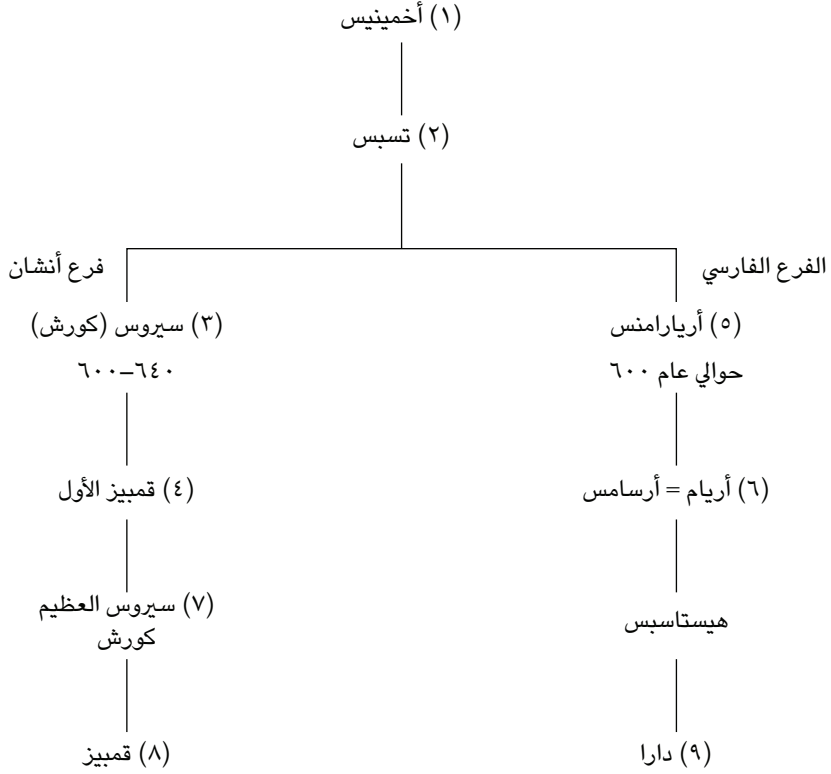 (١) أخمينيس
(٢) تسبس
الفرع الفارسي
فرع أنشان
(٥) أريارامنس
(٣) سيروس (كورش)
حوالي عام ٦٠٠
٦٤٠–٦٠٠
(٦) أريام = أرسامس
(٤) قمبيز الأول
هيستاسبس
(٧) سيروس العظيم
كورش
(٩) دارا
(٨) قمبيز